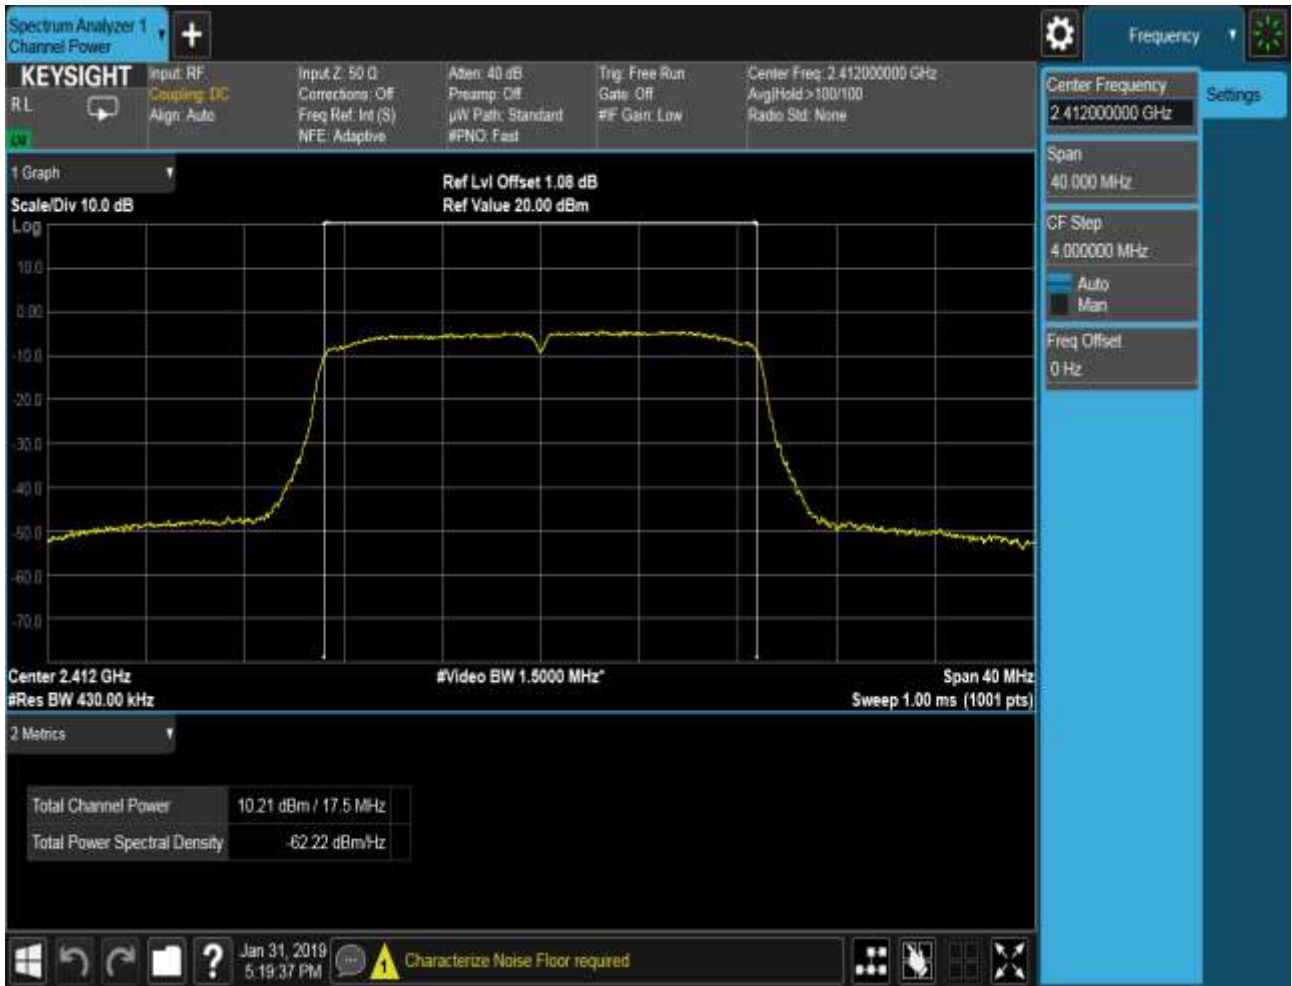 Spectrum Analyzer 1
Channel Power
Frequency
KEYSIGHT
RL
Input: RF
Coupling: DC
Align: Auto
Input Z: 50 Ω
Corrections: Off
Freq Ref: Int (S)
NFE: Adaptive
Atten: 40 dB
Preamp: Off
µW Path: Standard
#PNO: Fast
Trig: Free Run
Gate: Off
#IF Gain: Low
Center Freq: 2.412000000 GHz
Avg|Hold:>100/100
Radio Std: None
Center Frequency
2.412000000 GHz
Settings
Span
40.000 MHz
CF Step
4.000000 MHz
Auto
Man
Freq Offset
0 Hz
1 Graph
Scale/Div 10.0 dB
Ref Lvl Offset 1.08 dB
Ref Value 20.00 dBm
Log
10.0
0.00
-10.0
-20.0
-30.0
-40.0
-50.0
-60.0
-70.0
Center 2.412 GHz
#Video BW 1.5000 MHz*
Span 40 MHz
#Res BW 430.00 kHz
Sweep 1.00 ms (1001 pts)
2 Metrics
Total Channel Power 10.21 dBm / 17.5 MHz
Total Power Spectral Density -62.22 dBm/Hz
Jan 31, 2019
5:19:37 PM
1
Characterize Noise Floor required